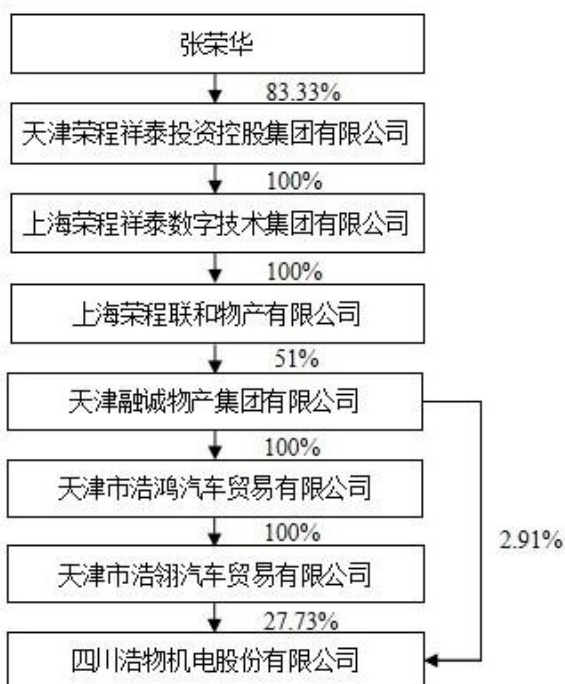 张荣华
83.33%
天津荣程祥泰投资控股集团有限公司
100%
上海荣程祥泰数字技术集团有限公司
100%
上海荣程联和物产有限公司
51%
天津融诚物产集团有限公司
100%
天津市浩鸿汽车贸易有限公司
100%
2.91%
天津市浩翎汽车贸易有限公司
27.73%
四川浩物机电股份有限公司